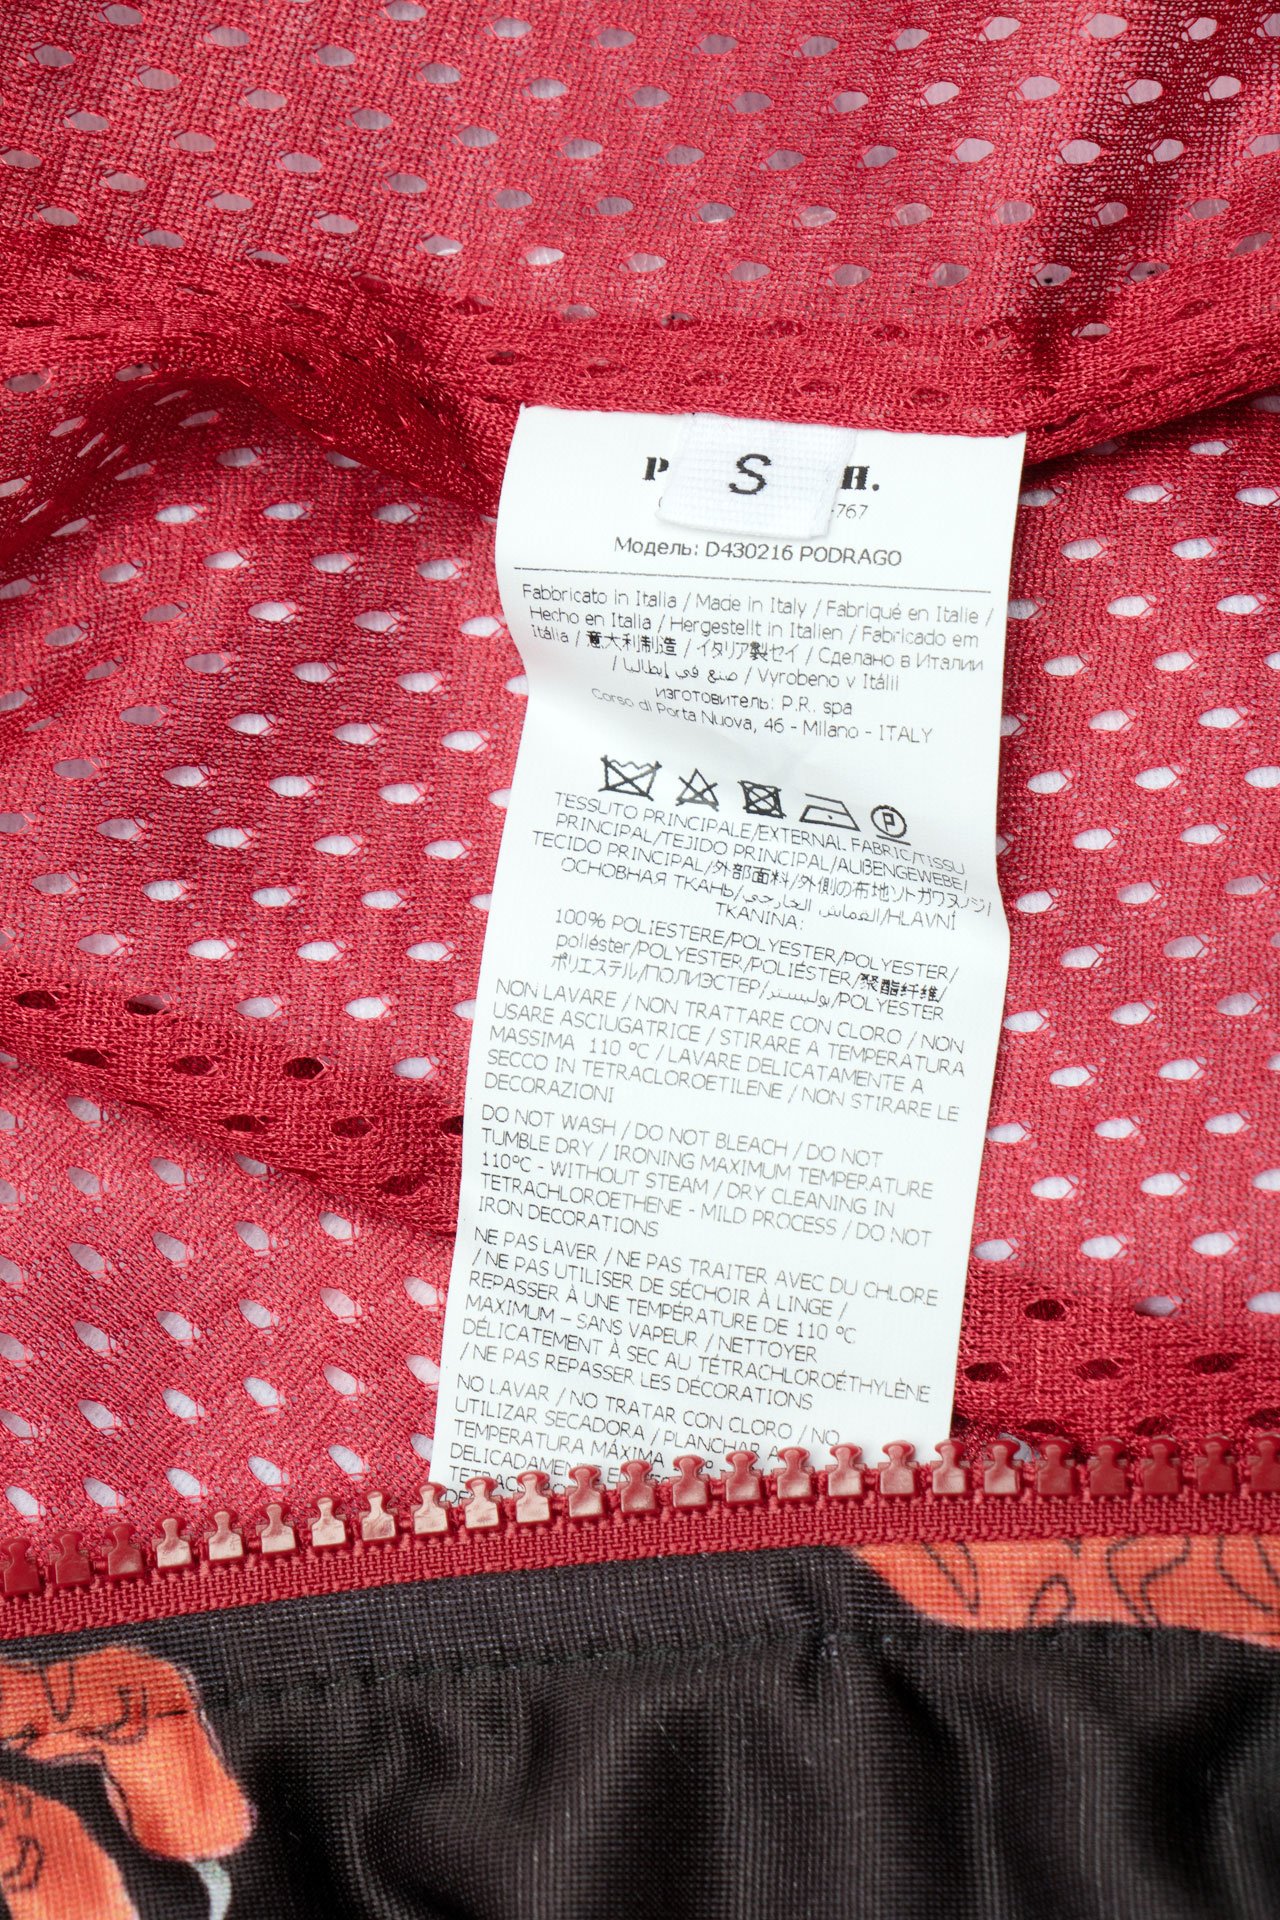 S
H.
-767
Модель: D430216 PODRAGO
Fabbricato in Italia / Made in Italy / Fabriqué en Italie /
Hecho en Italia / Hergestellt in Italien / Fabricado em
Itália / 意大利制造 / イタリア製セイ / Сделано в Италии
/ صنع في إيطاليا / Vyrobeno v Itálii
изготовитель: P.R. spa
Corso di Porta Nuova, 46 - Milano - ITALY
P
TESSUTO PRINCIPALE/EXTERNAL FABRIC/TISSU
PRINCIPAL/TEJIDO PRINCIPAL/AUßENGEWEBE/
TECIDO PRINCIPAL/外部面料/外側の布地ソトガワヌノジ/
ОСНОВНАЯ ТКАНЬ/القماش الخارجي/HLAVNÍ
TKANINA:
100% POLIESTERE/POLYESTER/POLYESTER/
poliéster/POLYESTER/POLIÉSTER/聚酯纤维/
ポリエステル/ПОЛИЭСТЕР/بوليستر/POLYESTER
NON LAVARE / NON TRATTARE CON CLORO / NON
USARE ASCIUGATRICE / STIRARE A TEMPERATURA
MASSIMA 110 °C / LAVARE DELICATAMENTE A
SECCO IN TETRACLOROETILENE / NON STIRARE LE
DECORAZIONI
DO NOT WASH / DO NOT BLEACH / DO NOT
TUMBLE DRY / IRONING MAXIMUM TEMPERATURE
110°C - WITHOUT STEAM / DRY CLEANING IN
TETRACHLOROETHENE - MILD PROCESS / DO NOT
IRON DECORATIONS
NE PAS LAVER / NE PAS TRAITER AVEC DU CHLORE
/ NE PAS UTILISER DE SÉCHOIR À LINGE /
REPASSER À UNE TEMPÉRATURE DE 110 °C
MAXIMUM – SANS VAPEUR / NETTOYER
DÉLICATEMENT À SEC AU TÉTRACHLOROÉTHYLÈNE
/ NE PAS REPASSER LES DÉCORATIONS
NO LAVAR / NO TRATAR CON CLORO / NO
UTILIZAR SECADORA / PLANCHAR A
TEMPERATURA MÁXIMA